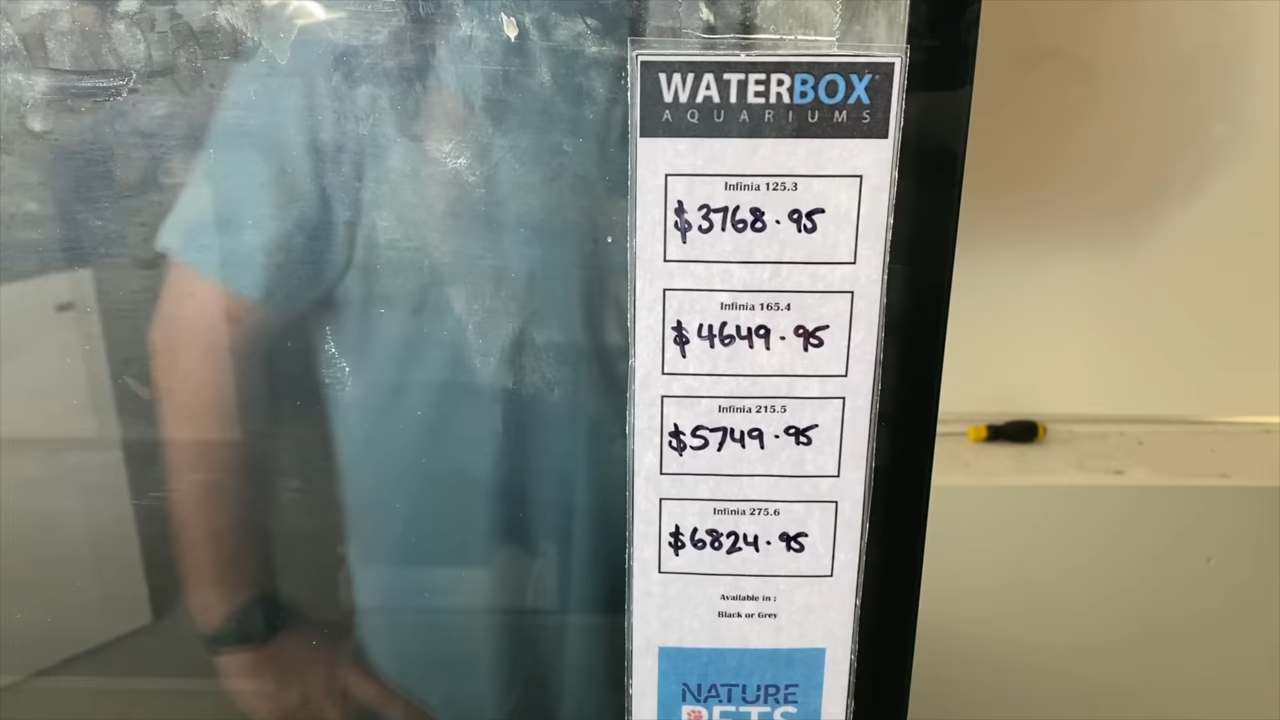 WATERBOX
AQUARIUMS
Infinia 125.3
$3768.95
Infinia 165.4
$4649.95
Infinia 215.5
$5749.95
Infinia 275.6
$6824.95
Available in :
Black or Grey
NATURE
PETS